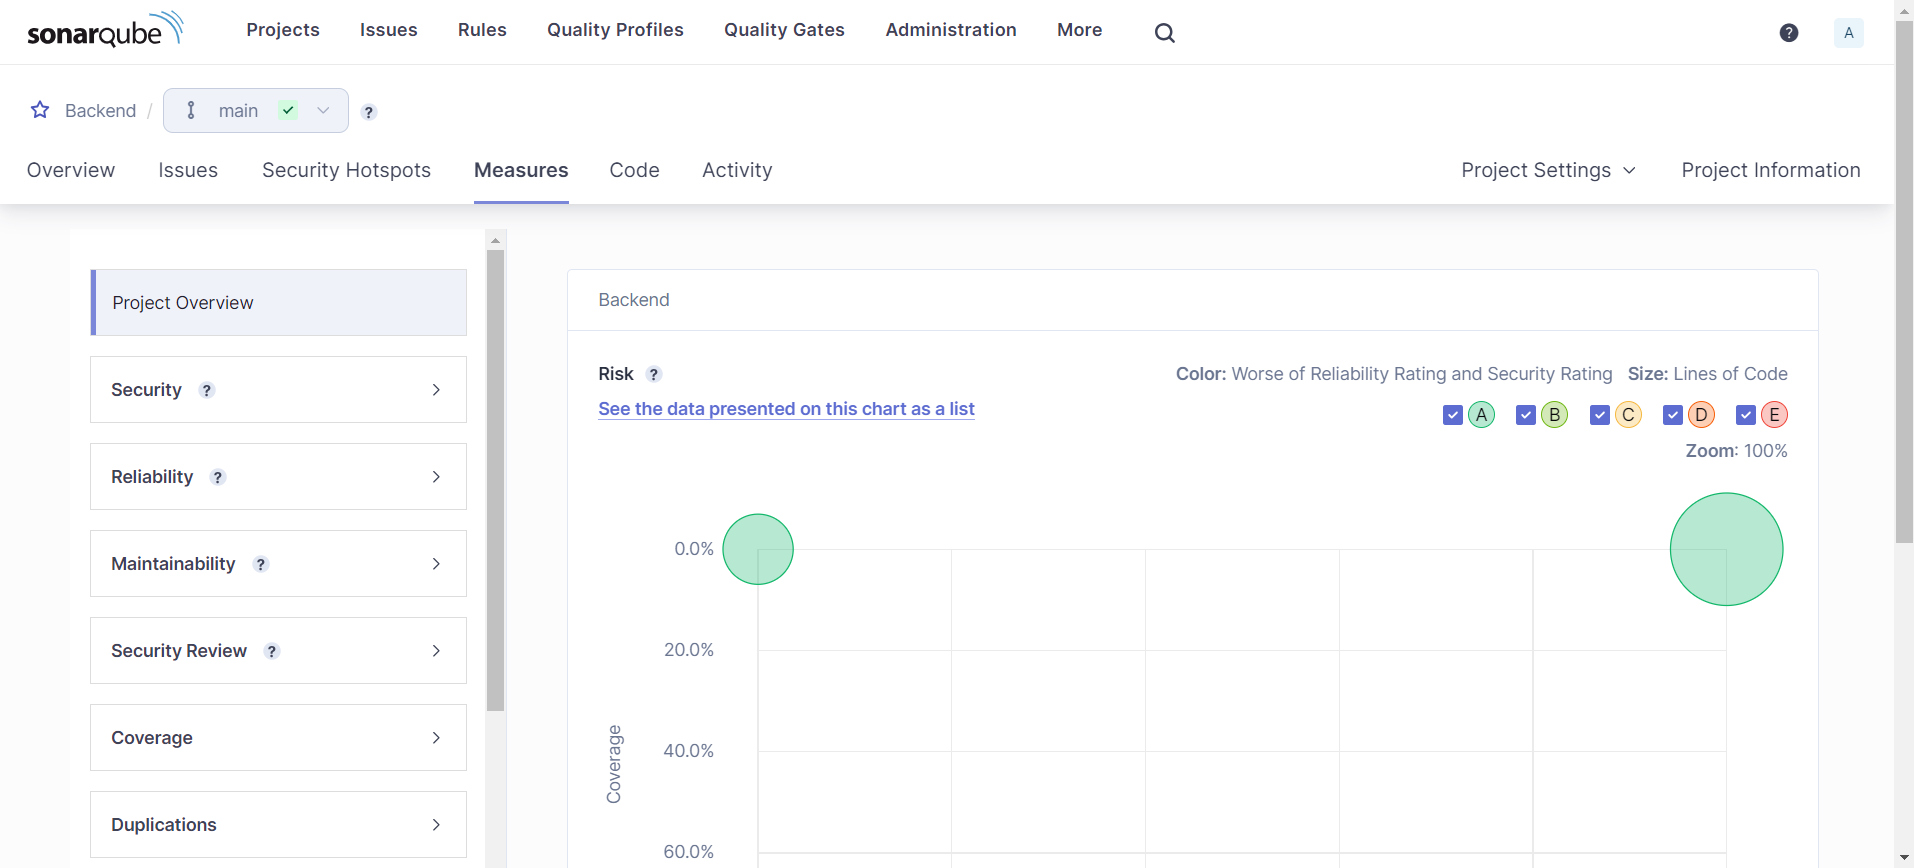 sonarqube Projects Issues Rules Quality Profiles Quality Gates Administration More ? A
Backend / main ?
Overview Issues Security Hotspots Measures Code Activity Project Settings Project Information
Project Overview
Security ?
Reliability ?
Maintainability ?
Security Review ?
Coverage
Duplications
Backend
Risk ? Color: Worse of Reliability Rating and Security Rating Size: Lines of Code
See the data presented on this chart as a list
A B C D E
Zoom: 100%
0.0%
20.0%
40.0%
60.0%
Coverage